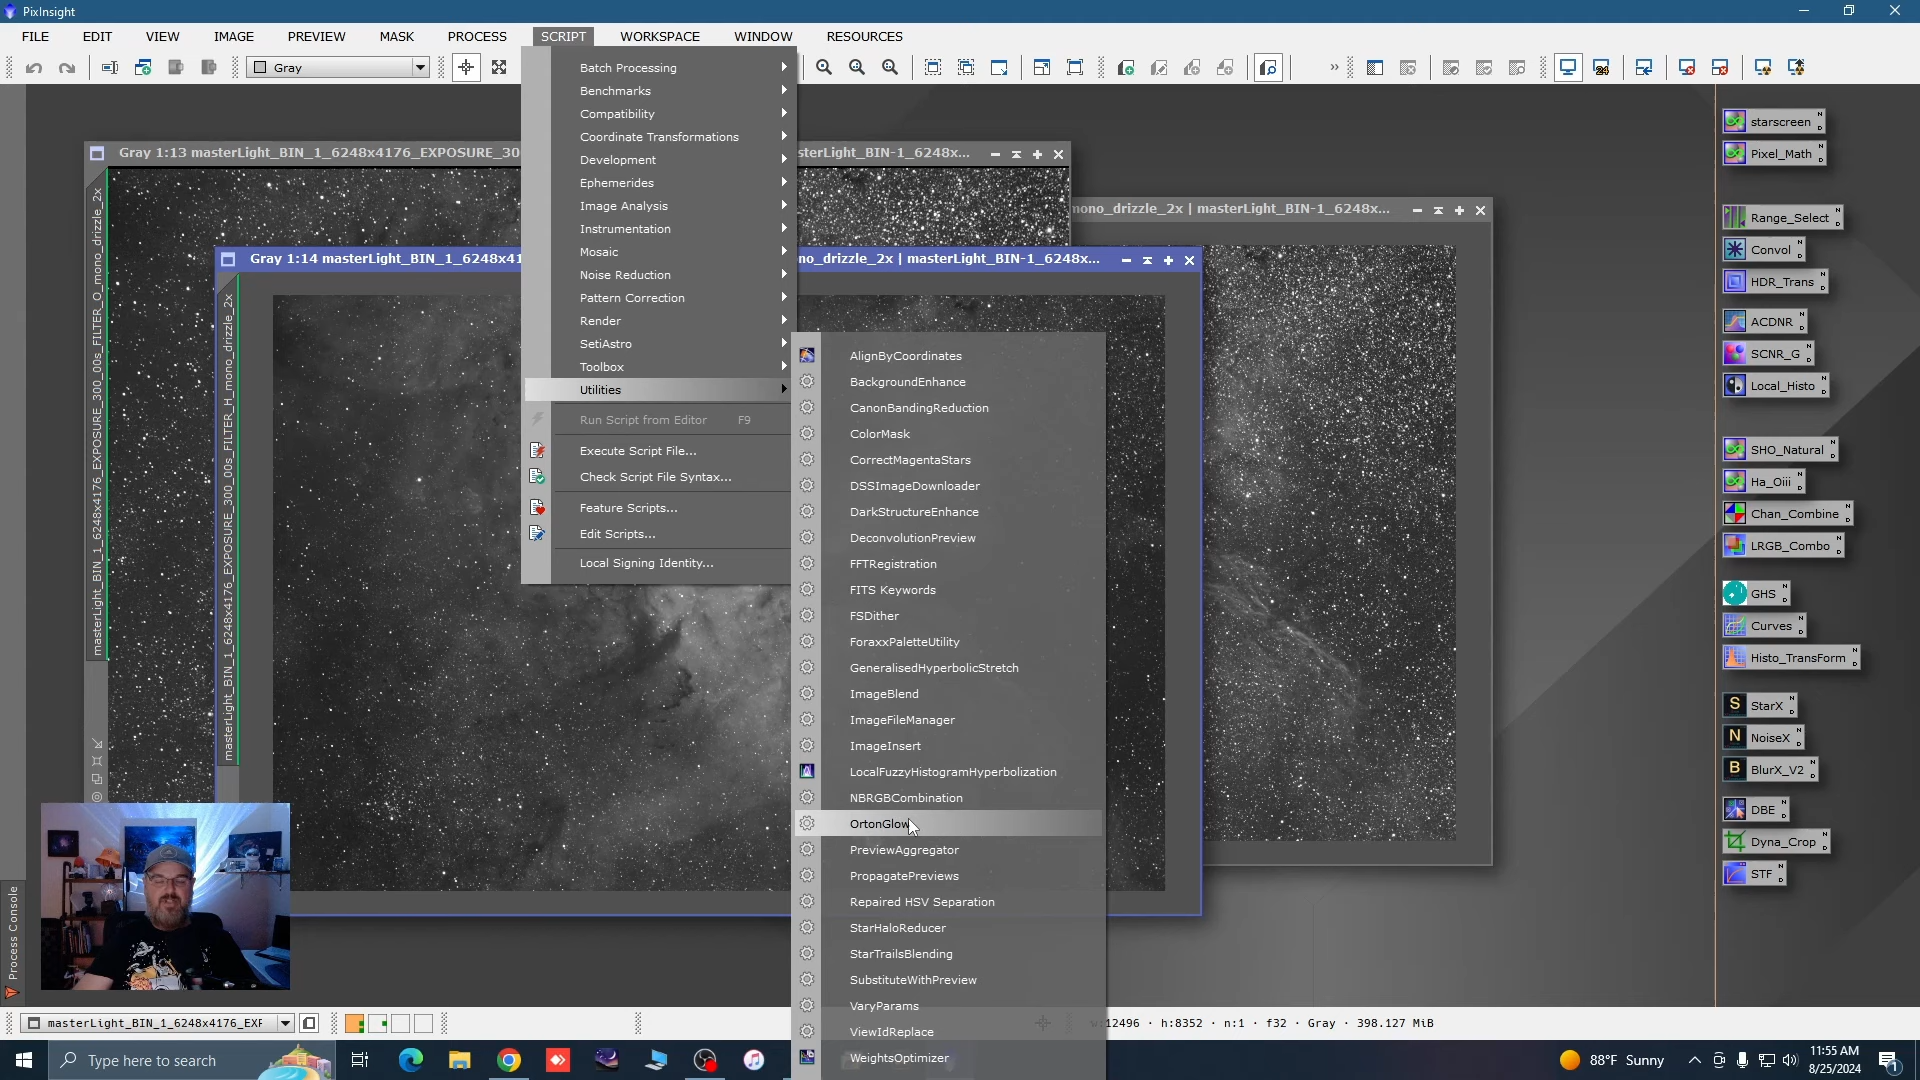 PixInsight
FILE EDIT VIEW IMAGE PREVIEW MASK PROCESS SCRIPT WORKSPACE WINDOW RESOURCES
Gray
24
Batch Processing
Benchmarks
Compatibility
Coordinate Transformations
Development
Ephemerides
Image Analysis
Instrumentation
Mosaic
Noise Reduction
Pattern Correction
Render
SetiAstro
Toolbox
Utilities
Run Script from Editor F9
Execute Script File...
Check Script File Syntax...
Feature Scripts...
Edit Scripts...
Local Signing Identity...
AlignByCoordinates
BackgroundEnhance
CanonBandingReduction
ColorMask
CorrectMagentaStars
DSSImageDownloader
DarkStructureEnhance
DeconvolutionPreview
FFTRegistration
FITS Keywords
FSDither
ForaxxPaletteUtility
GeneralisedHyperbolicStretch
ImageBlend
ImageFileManager
ImageInsert
LocalFuzzyHistogramHyperbolization
NBRGBCombination
OrtonGlow
PreviewAggregator
PropagatePreviews
Repaired HSV Separation
StarHaloReducer
StarTrailsBlending
SubstituteWithPreview
VaryParams
ViewIdReplace
WeightsOptimizer
Gray 1:13 masterLight_BIN_1_6248x4176_EXPOSURE_30
sterLight_BIN-1_6248x...
mono_drizzle_2x | masterLight_BIN-1_6248x...
Gray 1:14 masterLight_BIN_1_6248x41
no_drizzle_2x | masterLight_BIN-1_6248x...
masterLight_BIN_1_6248x4176_EXPOSURE_300_00s_FILTER_O_mono_drizzle_2x
masterLight_BIN_1_6248x4176_EXPOSURE_300_00s_FILTER_H_mono_drizzle_2x
starscreen
Pixel_Math
Range_Select
Convol
HDR_Trans
ACDNR
SCNR_G
Local_Histo
SHO_Natural
Ha_Oiii
Chan_Combine
LRGB_Combo
GHS
Curves
Histo_TransForm
S StarX
N NoiseX
B BlurX_V2
DBE
Dyna_Crop
STF
Process Console
masterLight_BIN_1_6248x4176_EXF
w:12496 · h:8352 · n:1 · f32 · Gray · 398.127 MiB
Type here to search
88°F Sunny
11:55 AM
8/25/2024
1